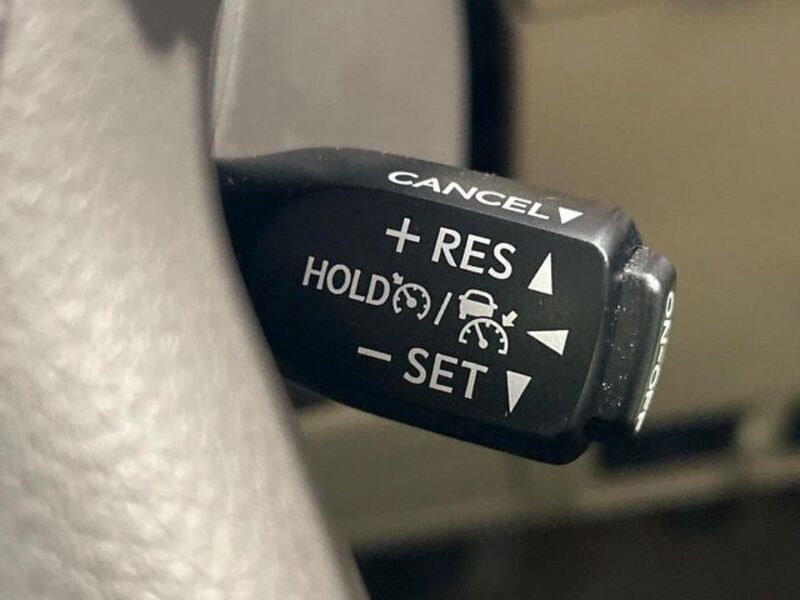 CANCEL▼
+ RES ▲
HOLD / ◀
− SET ▼
ON-OFF